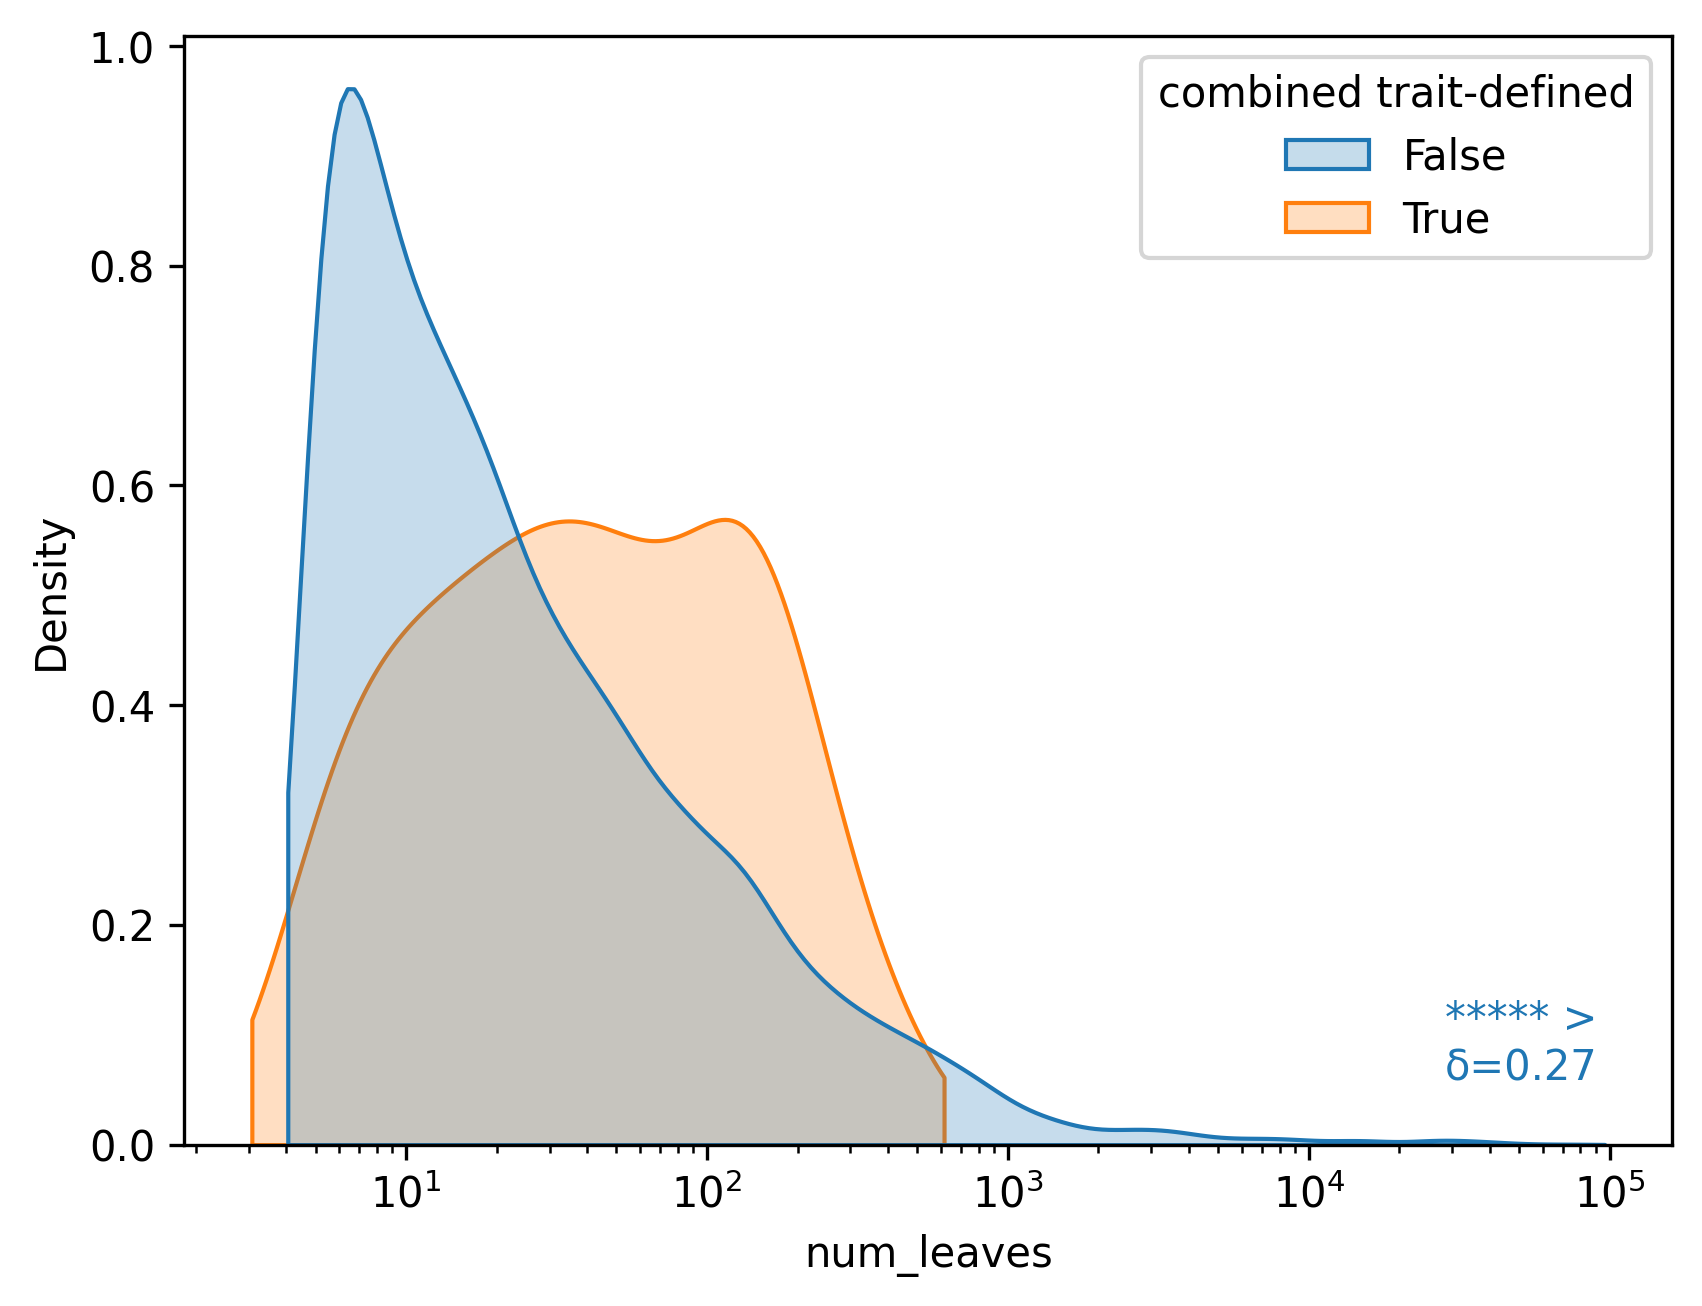 combined trait-defined
False
True
1.0
0.8
0.6
0.4
0.2
0.0
Density
***** >
δ=0.27
10¹ 10² 10³ 10⁴ 10⁵
num_leaves